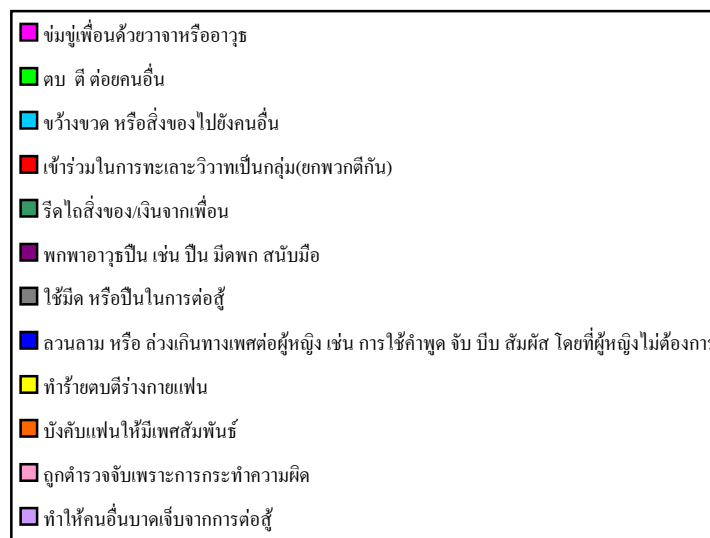 ข่มขู่เพื่อนด้วยวาจาหรืออาวุธ
ตบ ตี ต่อยคนอื่น
ขว้างขวด หรือสิ่งของไปยังคนอื่น
เข้าร่วมในการทะเลาะวิวาทเป็นกลุ่ม(ยกพวกตีกัน)
รีดไถสิ่งของ/เงินจากเพื่อน
พกพาอาวุธปืน เช่น ปืน มีดพก สนับมือ
ใช้มีด หรือปืนในการต่อสู้
ลวนลาม หรือ ล่วงเกินทางเพศต่อผู้หญิง เช่น การใช้คำพูด จับ บีบ สัมผัส โดยที่ผู้หญิงไม่ต้องการ
ทำร้ายตบตีร่างกายแฟน
บังคับแฟนให้มีเพศสัมพันธ์
ถูกตำรวจจับเพราะการกระทำความผิด
ทำให้คนอื่นบาดเจ็บจากการต่อสู้